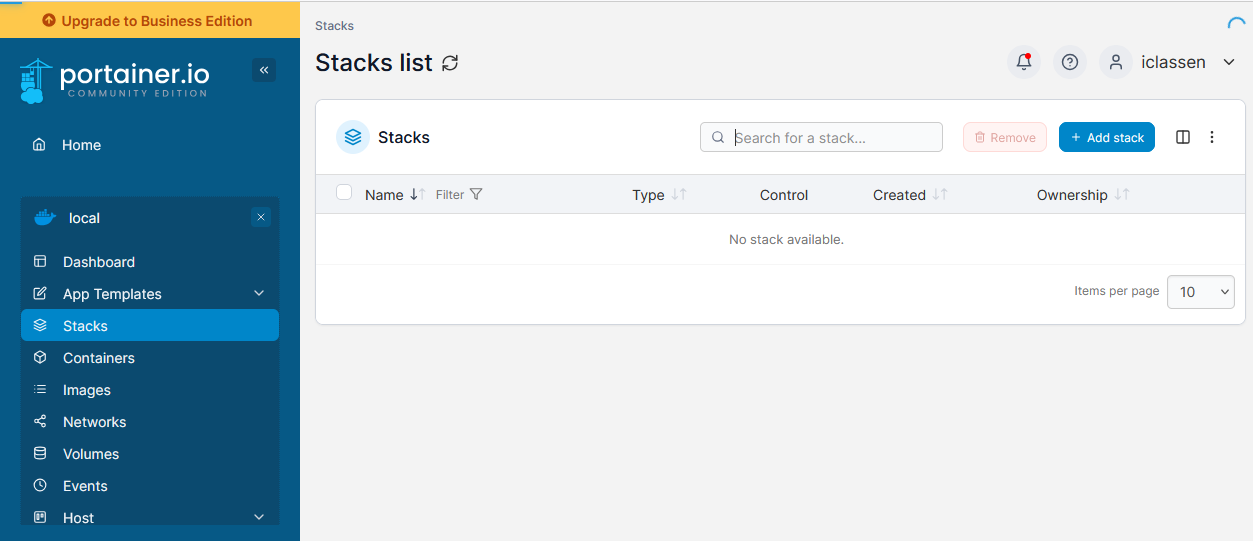 Upgrade to Business Edition
portainer.io
COMMUNITY EDITION
Home
local
Dashboard
App Templates
Stacks
Containers
Images
Networks
Volumes
Events
Host
Stacks
Stacks list
iclassen
Stacks
Search for a stack...
Remove
+ Add stack
Name Filter Type Control Created Ownership
No stack available.
Items per page 10